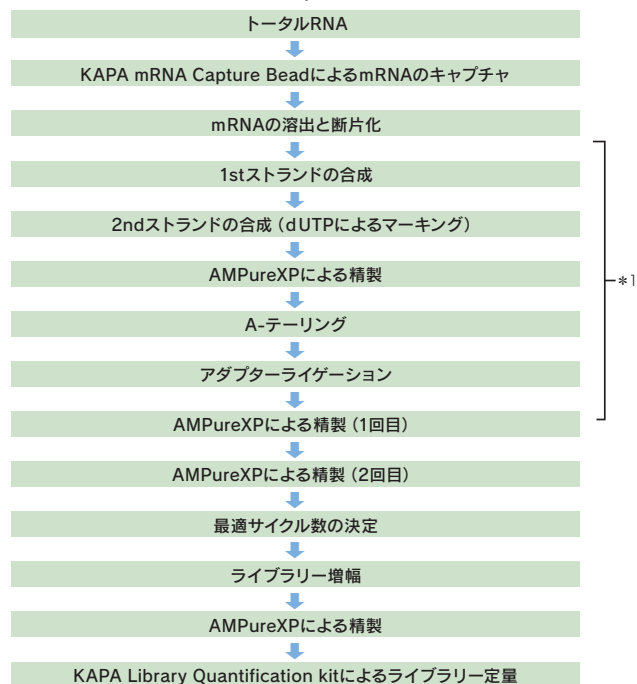 トータルRNA
KAPA mRNA Capture BeadによるmRNAのキャプチャ
mRNAの溶出と断片化
1stストランドの合成
2ndストランドの合成（dUTPによるマーキング）
AMPureXPによる精製
A-テーリング
アダプターライゲーション
AMPureXPによる精製（1回目）
AMPureXPによる精製（2回目）
最適サイクル数の決定
ライブラリー増幅
AMPureXPによる精製
KAPA Library Quantification kitによるライブラリー定量
*1